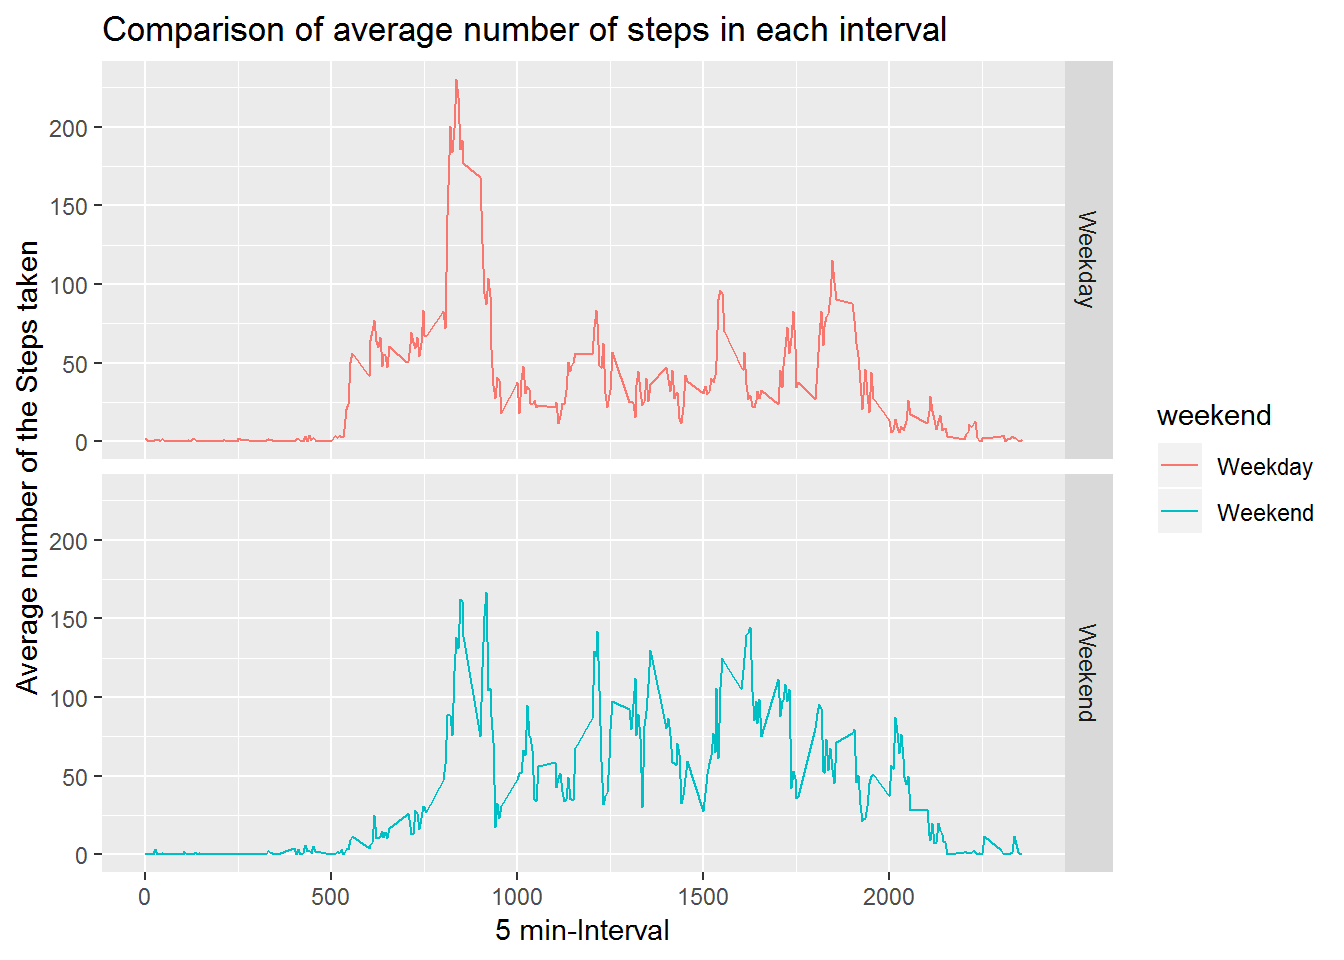 Comparison of average number of steps in each interval
Average number of the Steps taken
200
150
100
50
0
Weekday
200
150
100
50
0
Weekend
0 500 1000 1500 2000
5 min-Interval
weekend
Weekday
Weekend